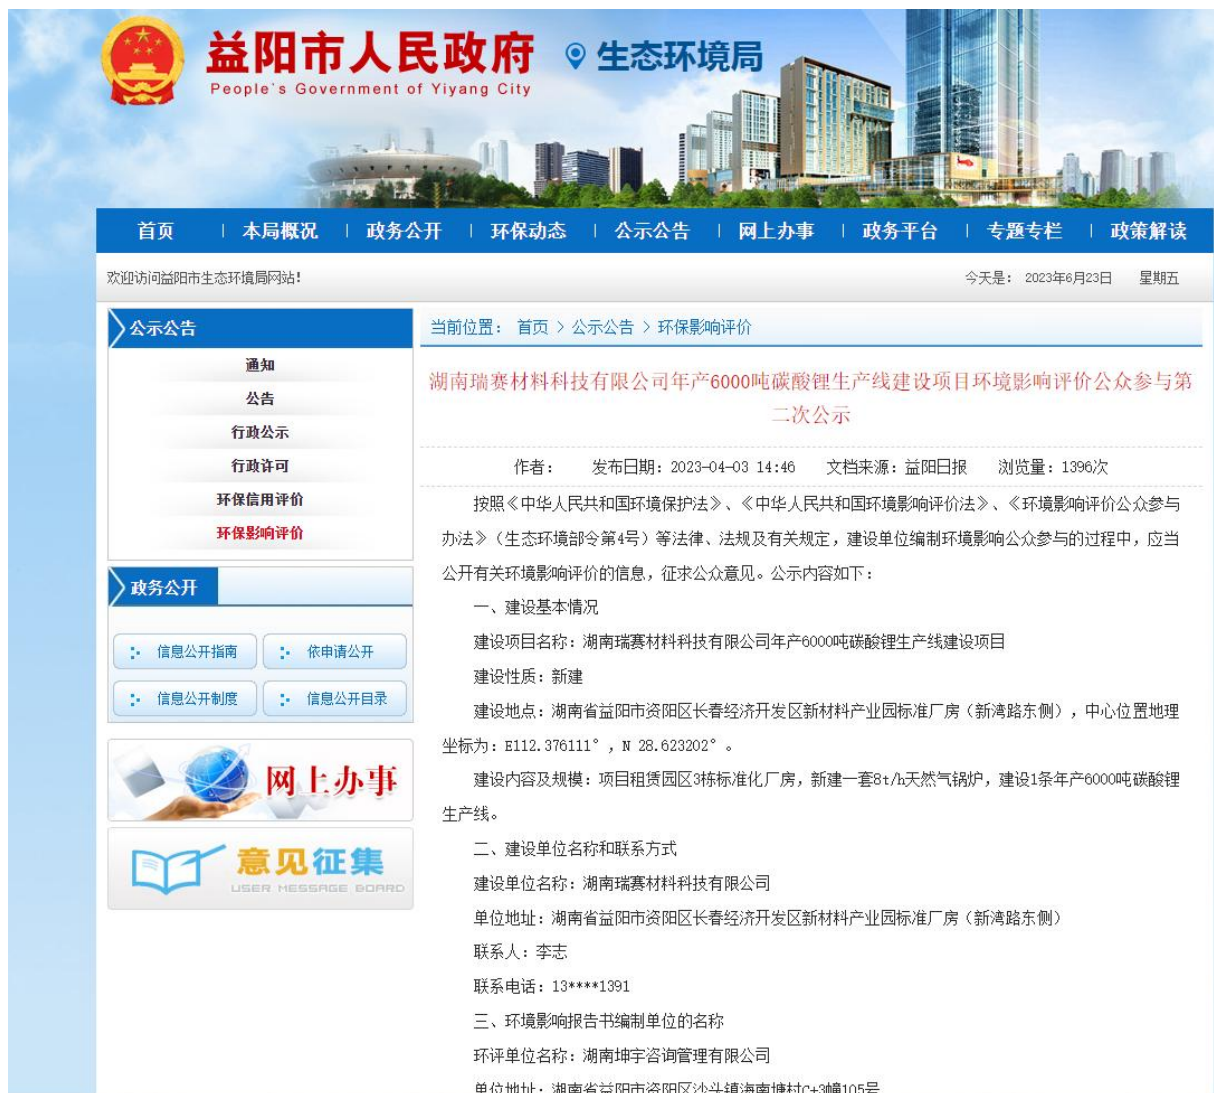 益阳市人民政府
生态环境局
People's Government of Yiyang City
首页 本局概况 政务公开 环保动态 公示公告 网上办事 政务平台 专题专栏 政策解读
欢迎访问益阳市生态环境局网站!
今天是: 2023年6月23日 星期五
公示公告
通知
公告
行政公示
行政许可
环保信用评价
环保影响评价
政务公开
信息公开指南
依申请公开
信息公开制度
信息公开目录
网上办事
意见征集
USER MESSAGE BOARD
当前位置: 首页 > 公示公告 > 环保影响评价
湖南瑞赛材料科技有限公司年产6000吨碳酸锂生产线建设项目环境影响评价公众参与第
二次公示
作者: 发布日期: 2023-04-03 14:46 文档来源: 益阳日报 浏览量: 1396次
按照《中华人民共和国环境保护法》、《中华人民共和国环境影响评价法》、《环境影响评价公众参与
办法》（生态环境部令第4号）等法律、法规及有关规定，建设单位编制环境影响公众参与的过程中，应当
公开有关环境影响评价的信息，征求公众意见。公示内容如下：
一、建设基本情况
建设项目名称：湖南瑞赛材料科技有限公司年产6000吨碳酸锂生产线建设项目
建设性质：新建
建设地点：湖南省益阳市资阳区长春经济开发区新材料产业园标准厂房（新湾路东侧），中心位置地理
坐标为：E112.376111°，N 28.623202°。
建设内容及规模：项目租赁园区3栋标准化厂房，新建一套8t/h天然气锅炉，建设1条年产6000吨碳酸锂
生产线。
二、建设单位名称和联系方式
建设单位名称：湖南瑞赛材料科技有限公司
单位地址：湖南省益阳市资阳区长春经济开发区新材料产业园标准厂房（新湾路东侧）
联系人：李志
联系电话：13****1391
三、环境影响报告书编制单位的名称
环评单位名称：湖南坤宇咨询管理有限公司
单位地址：湖南省益阳市资阳区沙头镇海南塘村C+3幢105号